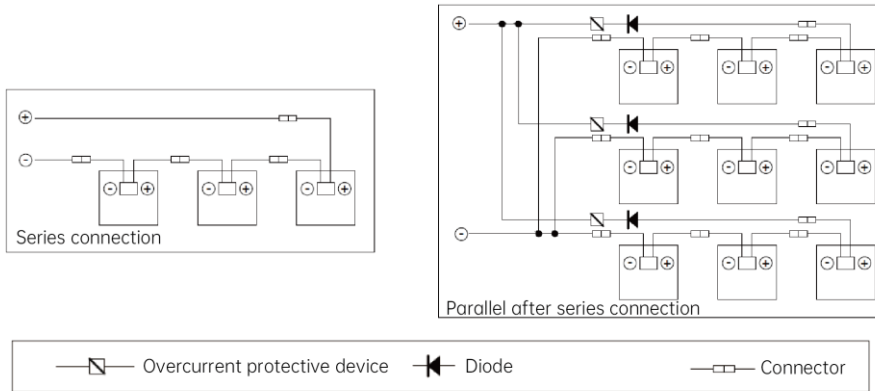 Series connection
Parallel after series connection
Overcurrent protective device
Diode
Connector